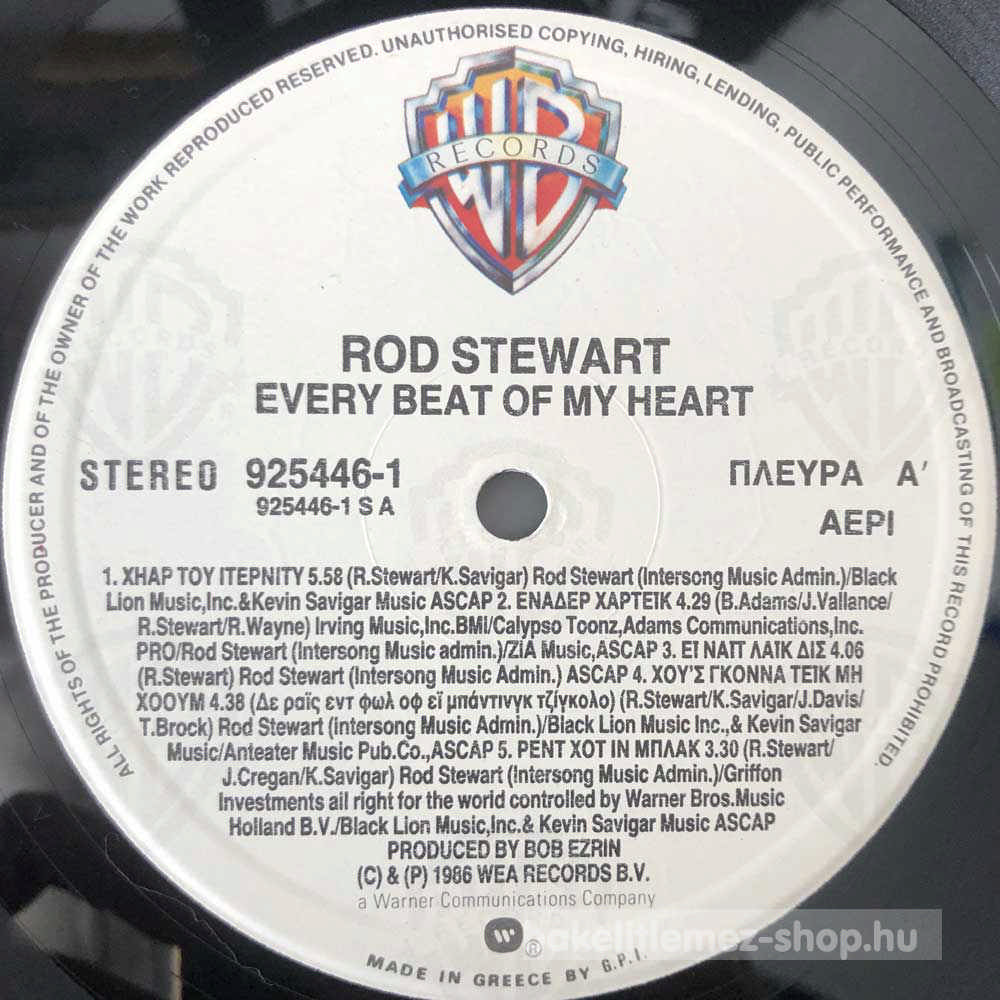 ALL RIGHTS OF THE PRODUCER AND OF THE OWNER OF THE WORK REPRODUCED RESERVED. UNAUTHORISED COPYING, HIRING, LENDING, PUBLIC PERFORMANCE AND BROADCASTING OF THIS RECORD PROHIBITED.
WB
RECORDS
ROD STEWART
EVERY BEAT OF MY HEART
STEREO 925446-1
925446-1 S A
ΠΛΕΥΡΑ Α'
ΑΕΡΙ
1. ΧΗΑΡ ΤΟΥ ΙΤΕΡΝΙΤΥ 5.58 (R.Stewart/K.Savigar) Rod Stewart (Intersong Music Admin.)/Black
Lion Music,Inc.&Kevin Savigar Music ASCAP 2. ΕΝΑΔΕΡ ΧΑΡΤΕΙΚ 4.29 (B.Adams/J.Vallance/
R.Stewart/R.Wayne) Irving Music,Inc.BMI/Calypso Toonz,Adams Communications,Inc.
PRO/Rod Stewart (Intersong Music admin.)/ZiA Music,ASCAP 3. ΕΪ ΝΑΙΤ ΛΑΙΚ ΔΙΣ 4.06
(R.Stewart) Rod Stewart (Intersong Music Admin.) ASCAP 4. ΧΟΥ'Σ ΓΚΟΝΝΑ ΤΕΙΚ ΜΗ
ΧΟΟΥΜ 4.38 (Δε ραϊς εντ φωλ οφ εϊ μπάντινγκ τζίγκολο) (R.Stewart/K.Savigar/J.Davis/
T.Brock) Rod Stewart (intersong Music Admin.)/Black Lion Music Inc.,& Kevin Savigar
Music/Anteater Music Pub.Co.,ASCAP 5. ΡΕΝΤ ΧΟΤ ΙΝ ΜΠΛΑΚ 3.30 (R.Stewart/
J.Cregan/K.Savigar) Rod Stewart (Intersong Music Admin.)/Griffon
Investments ail right for the world controlled by Warner Bros.Music
Holland B.V./Black Lion Music,Inc.& Kevin Savigar Music ASCAP
PRODUCED BY BOB EZRIN
(C) & (P) 1986 WEA RECORDS B.V.
a Warner Communications Company
W ®
MADE IN GREECE BY G.P.I.
bakelitlemez-shop.hu